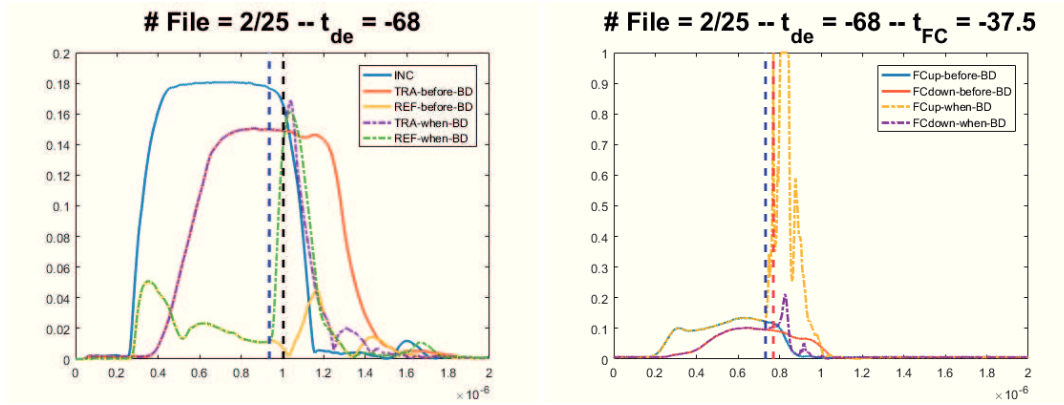 # File = 2/25 -- t_de = -68
0.2
0.18
0.16
0.14
0.12
0.1
0.08
0.06
0.04
0.02
0
INC
TRA-before-BD
REF-before-BD
TRA-when-BD
REF-when-BD
0 0.2 0.4 0.6 0.8 1 1.2 1.4 1.6 1.8 2
× 10⁻⁶
# File = 2/25 -- t_de = -68 -- t_FC = -37.5
1
0.9
0.8
0.7
0.6
0.5
0.4
0.3
0.2
0.1
0
FCup-before-BD
FCdown-before-BD
FCup-when-BD
FCdown-when-BD
0 0.2 0.4 0.6 0.8 1 1.2 1.4 1.6 1.8 2
× 10⁻⁶